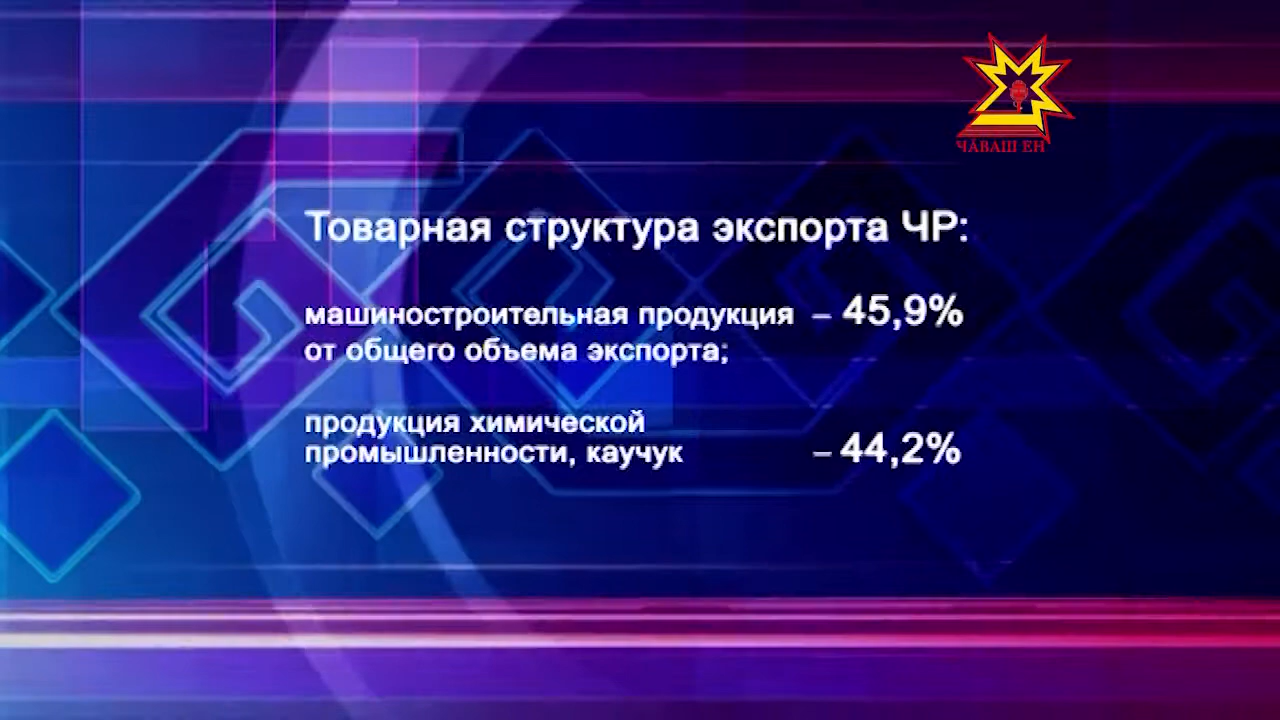 ЧӐВАШ ЕН
Товарная структура экспорта ЧР:
машиностроительная продукция – 45,9%
от общего объема экспорта;
продукция химической
промышленности, каучук – 44,2%